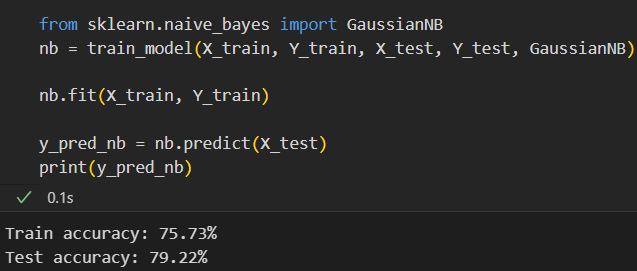 from sklearn.naive_bayes import GaussianNB
nb = train_model(X_train, Y_train, X_test, Y_test, GaussianNB)
nb.fit(X_train, Y_train)
y_pred_nb = nb.predict(X_test)
print(y_pred_nb)
0.1s
Train accuracy: 75.73%
Test accuracy: 79.22%